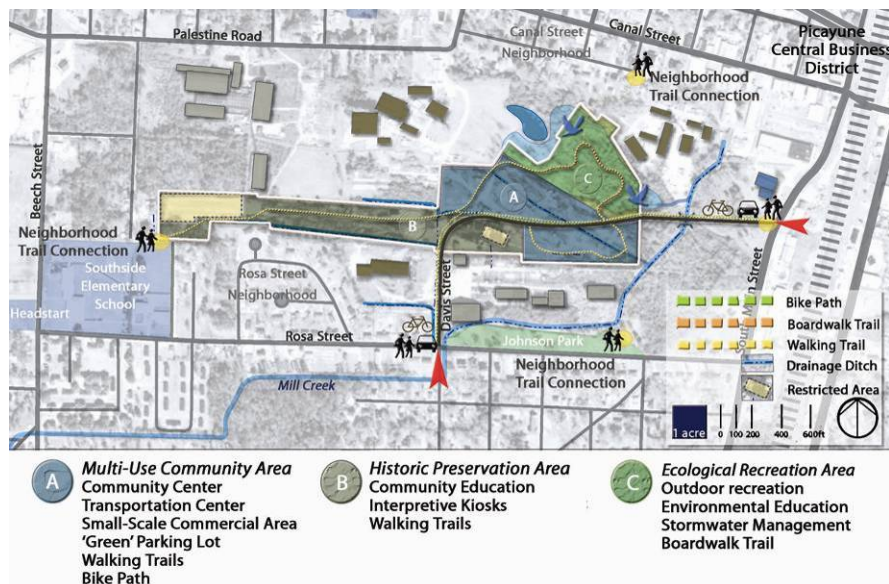 Palestine Road
Canal Street
Neighborhood
Canal Street
Picayune
Central Business
District
Neighborhood
Trail Connection
Beech Street
C
A
B
Neighborhood
Trail Connection
Southside
Elementary
School
Headstart
Rosa Street
Neighborhood
Davis Street
Rosa Street
Johnson Park
Neighborhood
Trail Connection
Mill Creek
South Main Street
Bike Path
Boardwalk Trail
Walking Trail
Drainage Ditch
Restricted Area
1 acre
0 100 200 400 600ft
A
Multi-Use Community Area
Community Center
Transportation Center
Small-Scale Commercial Area
'Green' Parking Lot
Walking Trails
Bike Path
B
Historic Preservation Area
Community Education
Interpretive Kiosks
Walking Trails
C
Ecological Recreation Area
Outdoor recreation
Environmental Education
Stormwater Management
Boardwalk Trail